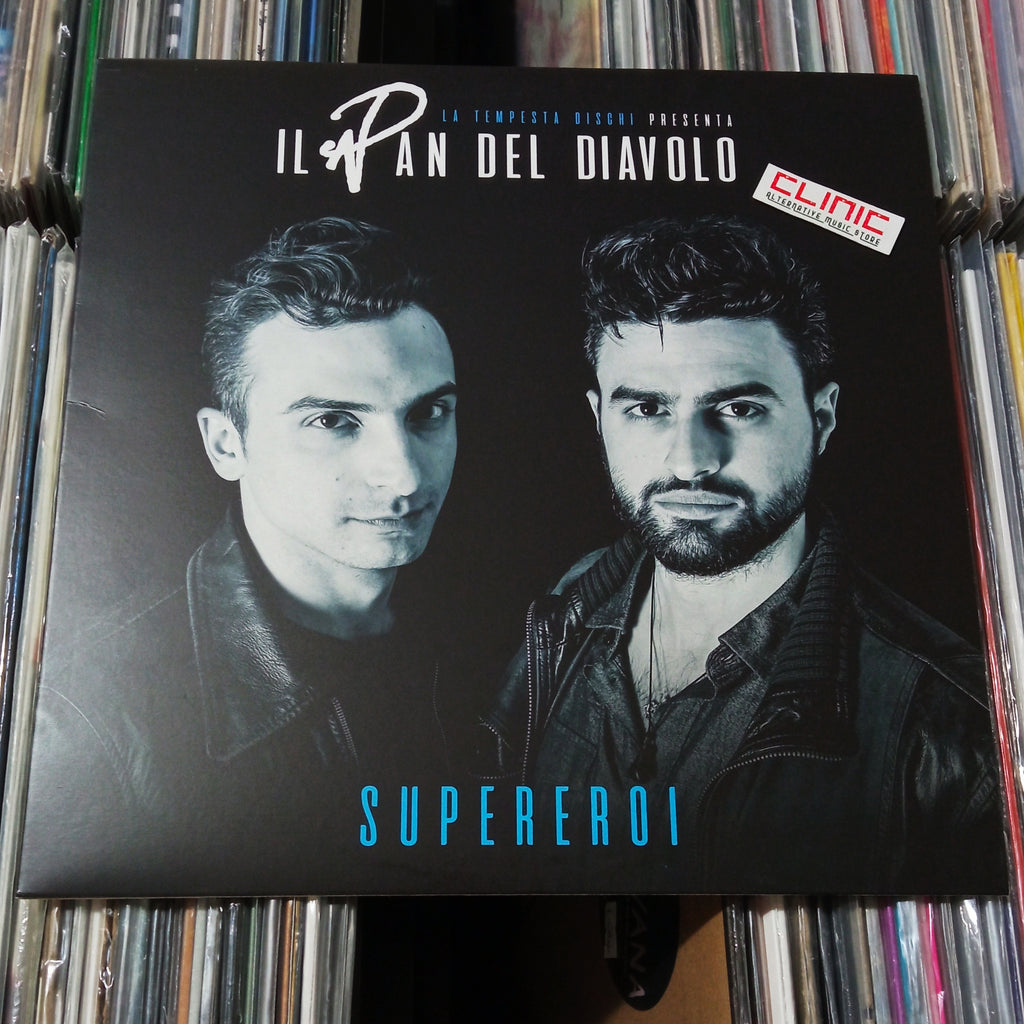 LA TEMPESTA DISCHI PRESENTA
IL PAN DEL DIAVOLO
CLINIC
ALTERNATIVE MUSIC STORE
SUPEREROI